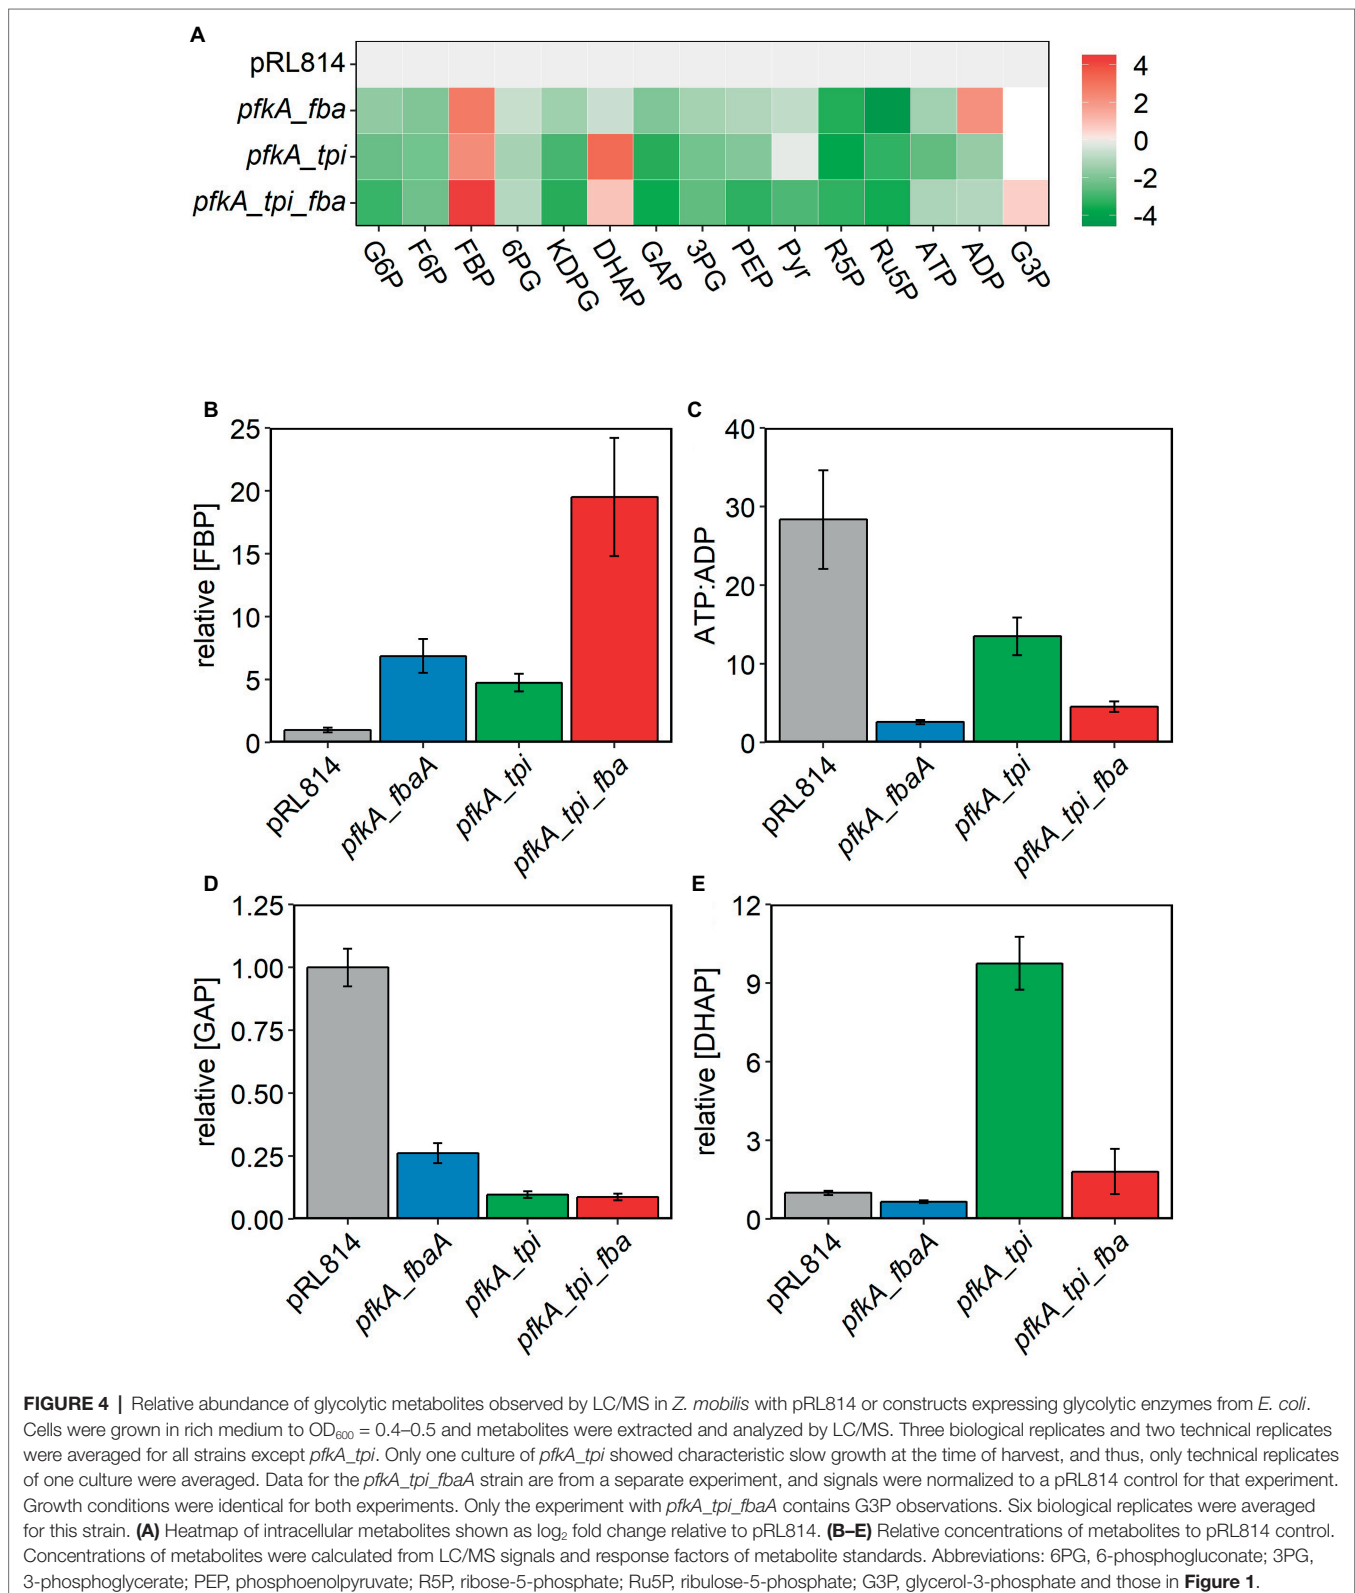 A
pRL814
pfkA_fba
pfkA_tpi
pfkA_tpi_fba
G6P F6P FBP 6PG KDPG DHAP GAP 3PG PEP Pyr R5P Ru5P ATP ADP G3P
4
2
0
-2
-4
B
relative [FBP]
25
20
15
10
5
0
pRL814 pfkA_fbaA pfkA_tpi pfkA_tpi_fba
C
ATP:ADP
40
30
20
10
0
pRL814 pfkA_fbaA pfkA_tpi pfkA_tpi_fba
D
relative [GAP]
1.25
1.00
0.75
0.50
0.25
0.00
pRL814 pfkA_fbaA pfkA_tpi pfkA_tpi_fba
E
relative [DHAP]
12
9
6
3
0
pRL814 pfkA_fbaA pfkA_tpi pfkA_tpi_fba
FIGURE 4 | Relative abundance of glycolytic metabolites observed by LC/MS in Z. mobilis with pRL814 or constructs expressing glycolytic enzymes from E. coli.
Cells were grown in rich medium to OD600 = 0.4–0.5 and metabolites were extracted and analyzed by LC/MS. Three biological replicates and two technical replicates
were averaged for all strains except pfkA_tpi. Only one culture of pfkA_tpi showed characteristic slow growth at the time of harvest, and thus, only technical replicates
of one culture were averaged. Data for the pfkA_tpi_fbaA strain are from a separate experiment, and signals were normalized to a pRL814 control for that experiment.
Growth conditions were identical for both experiments. Only the experiment with pfkA_tpi_fbaA contains G3P observations. Six biological replicates were averaged
for this strain. (A) Heatmap of intracellular metabolites shown as log2 fold change relative to pRL814. (B–E) Relative concentrations of metabolites to pRL814 control.
Concentrations of metabolites were calculated from LC/MS signals and response factors of metabolite standards. Abbreviations: 6PG, 6-phosphogluconate; 3PG,
3-phosphoglycerate; PEP, phosphoenolpyruvate; R5P, ribose-5-phosphate; Ru5P, ribulose-5-phosphate; G3P, glycerol-3-phosphate and those in Figure 1.